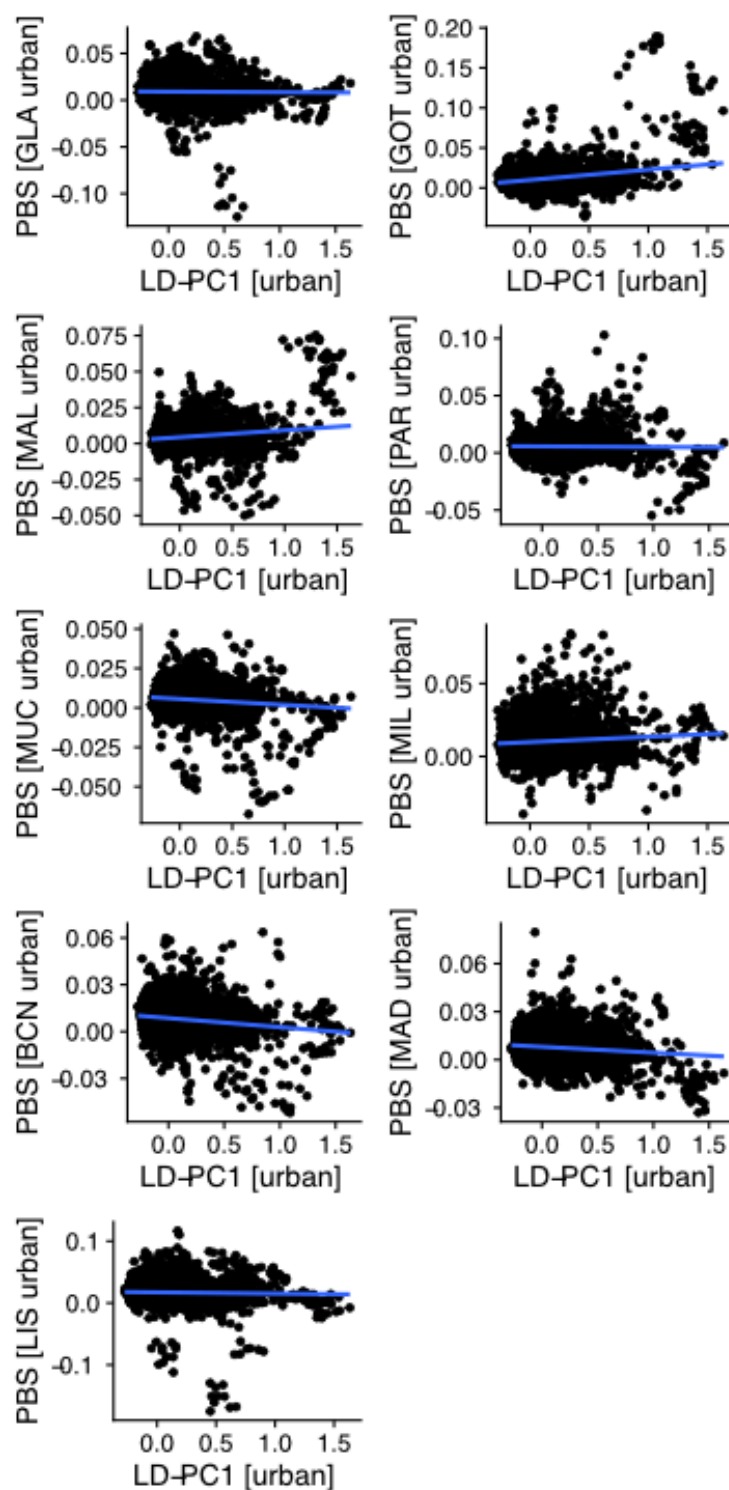 PBS [GLA urban]
0.05
0.00
-0.05
-0.10
0.0 0.5 1.0 1.5
LD-PC1 [urban]
PBS [GOT urban]
0.20
0.15
0.10
0.05
0.00
0.0 0.5 1.0 1.5
LD-PC1 [urban]
PBS [MAL urban]
0.075
0.050
0.025
0.000
-0.025
-0.050
0.0 0.5 1.0 1.5
LD-PC1 [urban]
PBS [PAR urban]
0.10
0.05
0.00
-0.05
0.0 0.5 1.0 1.5
LD-PC1 [urban]
PBS [MUC urban]
0.050
0.025
0.000
-0.025
-0.050
0.0 0.5 1.0 1.5
LD-PC1 [urban]
PBS [MIL urban]
0.05
0.00
0.0 0.5 1.0 1.5
LD-PC1 [urban]
PBS [BCN urban]
0.06
0.03
0.00
-0.03
0.0 0.5 1.0 1.5
LD-PC1 [urban]
PBS [MAD urban]
0.06
0.03
0.00
-0.03
0.0 0.5 1.0 1.5
LD-PC1 [urban]
PBS [LIS urban]
0.1
0.0
-0.1
0.0 0.5 1.0 1.5
LD-PC1 [urban]